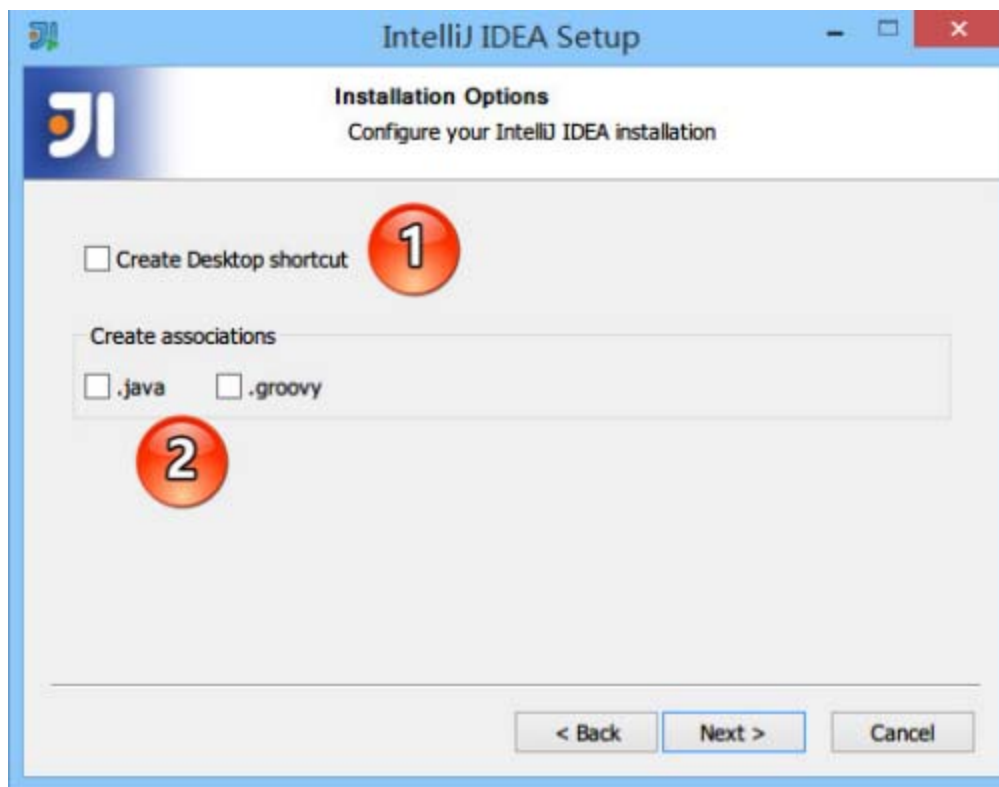 IntelliJ IDEA Setup
Installation Options
Configure your IntelliJ IDEA installation
Create Desktop shortcut
1
Create associations
.java .groovy
2
< Back Next > Cancel